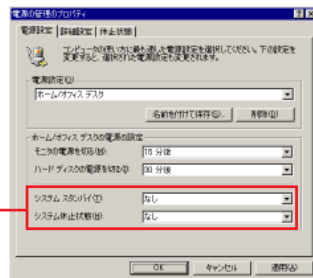 電源の管理のプロパティ
電源設定 詳細設定 休止状態
コンピュータの使い方に最も適した電源設定を選択してください。下の設定を
変更すると、選択された電源設定も変更されます。
電源設定(O)
ホーム/オフィス デスク
名前を付けて保存(S)... 削除(D)
ホーム/オフィス デスクの電源の設定
モニタの電源を切る(M): 15 分後
ハード ディスクの電源を切る(I): 30 分後
システム スタンバイ(T): なし
システム休止状態(H): なし
OK キャンセル 適用(A)